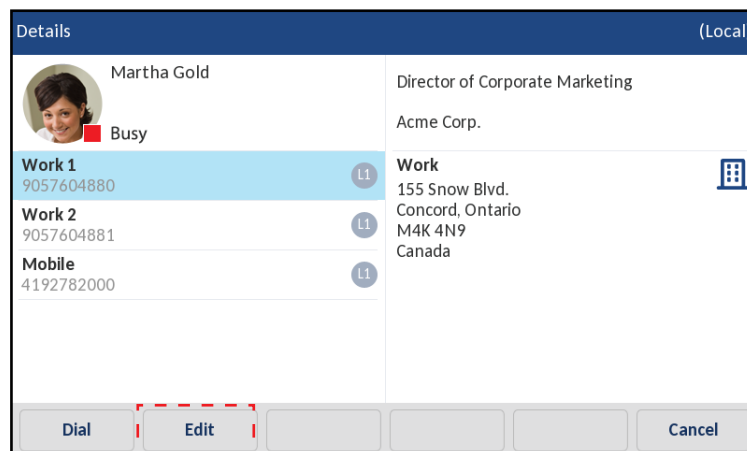 Details
(Local
Martha Gold
Busy
Director of Corporate Marketing
Acme Corp.
Work 1
9057604880
L1
Work 2
9057604881
L1
Mobile
4192782000
L1
Work
155 Snow Blvd.
Concord, Ontario
M4K 4N9
Canada
Dial
Edit
Cancel